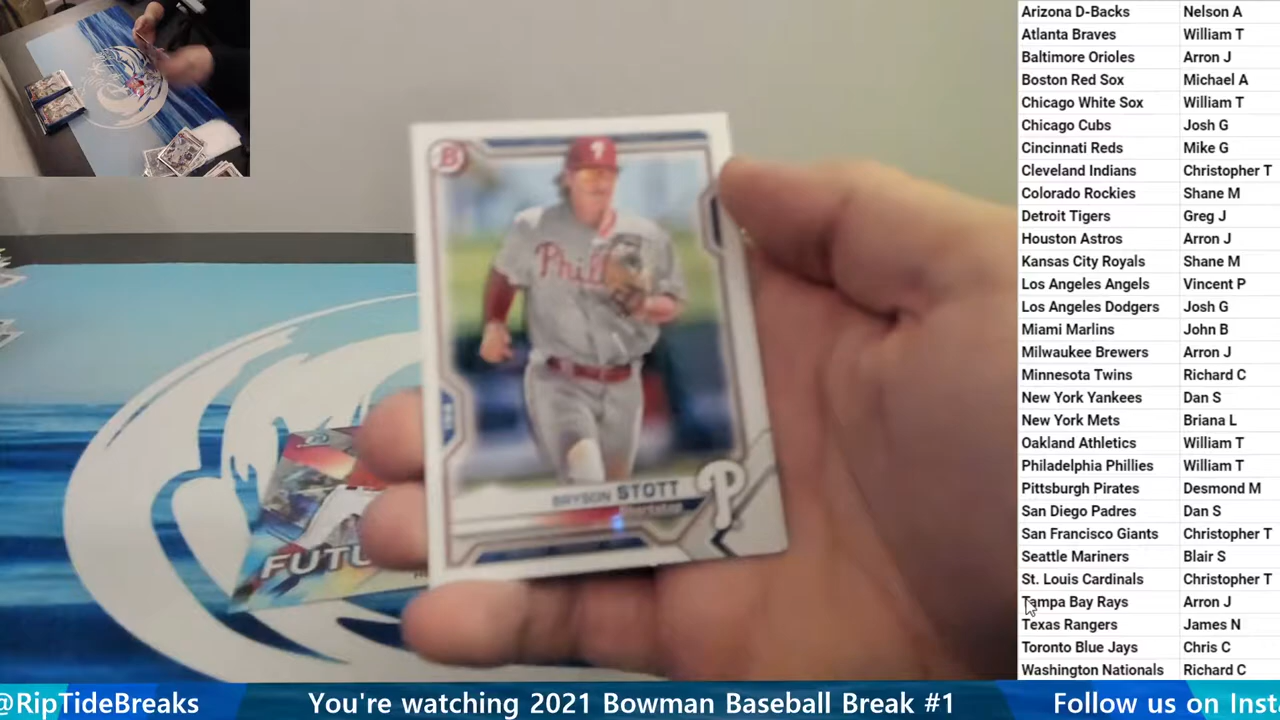 B
Phill
BRYSON STOTT
Shortstop
P
FUTU
Arizona D-Backs Nelson A
Atlanta Braves William T
Baltimore Orioles Arron J
Boston Red Sox Michael A
Chicago White Sox William T
Chicago Cubs Josh G
Cincinnati Reds Mike G
Cleveland Indians Christopher T
Colorado Rockies Shane M
Detroit Tigers Greg J
Houston Astros Arron J
Kansas City Royals Shane M
Los Angeles Angels Vincent P
Los Angeles Dodgers Josh G
Miami Marlins John B
Milwaukee Brewers Arron J
Minnesota Twins Richard C
New York Yankees Dan S
New York Mets Briana L
Oakland Athletics William T
Philadelphia Phillies William T
Pittsburgh Pirates Desmond M
San Diego Padres Dan S
San Francisco Giants Christopher T
Seattle Mariners Blair S
St. Louis Cardinals Christopher T
Tampa Bay Rays Arron J
Texas Rangers James N
Toronto Blue Jays Chris C
Washington Nationals Richard C
@RipTideBreaks You're watching 2021 Bowman Baseball Break #1 Follow us on Insta